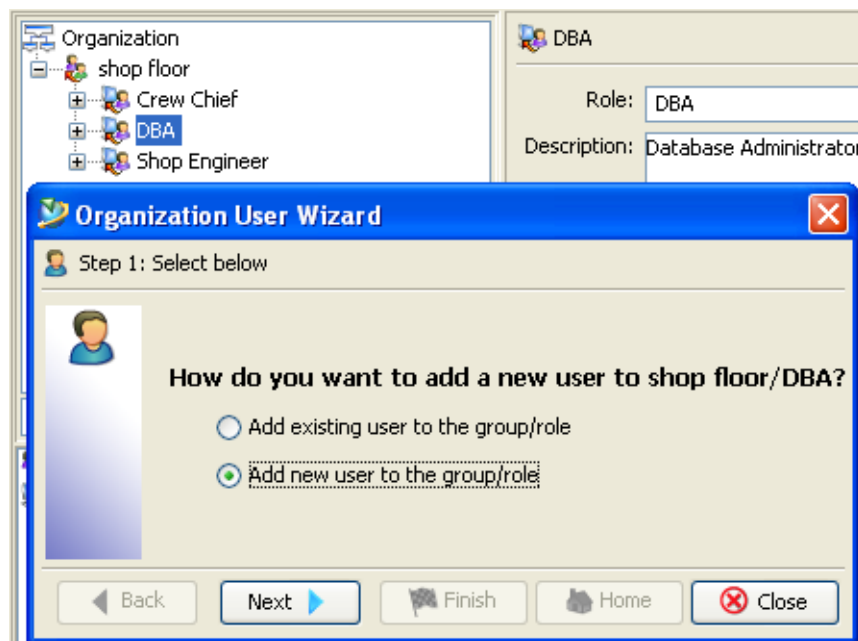 Organization
shop floor
Crew Chief
DBA
Shop Engineer
DBA
Role: DBA
Description: Database Administrator
Organization User Wizard
Step 1: Select below
How do you want to add a new user to shop floor/DBA?
Add existing user to the group/role
Add new user to the group/role
Back Next Finish Home Close